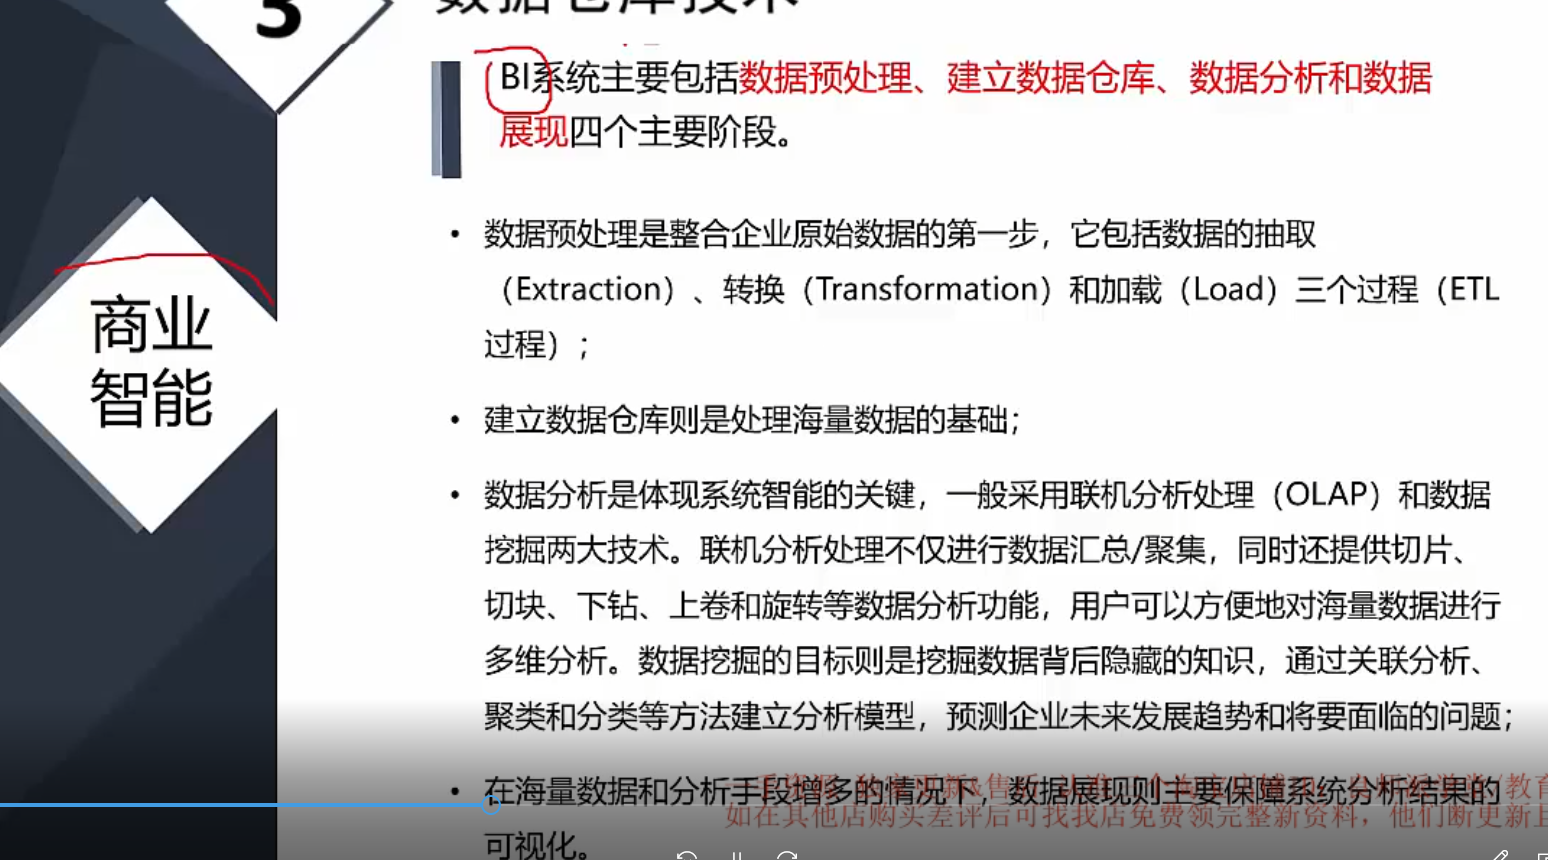 3
数据仓库技术
BI系统主要包括数据预处理、建立数据仓库、数据分析和数据
展现四个主要阶段。
商业
智能
• 数据预处理是整合企业原始数据的第一步，它包括数据的抽取
（Extraction）、转换（Transformation）和加载（Load）三个过程（ETL
过程）；
• 建立数据仓库则是处理海量数据的基础；
• 数据分析是体现系统智能的关键，一般采用联机分析处理（OLAP）和数据
挖掘两大技术。联机分析处理不仅进行数据汇总/聚集，同时还提供切片、
切块、下钻、上卷和旋转等数据分析功能，用户可以方便地对海量数据进行
多维分析。数据挖掘的目标则是挖掘数据背后隐藏的知识，通过关联分析、
聚类和分类等方法建立分析模型，预测企业未来发展趋势和将要面临的问题；
• 在海量数据和分析手段增多的情况下，数据展现则主要保障系统分析结果的
可视化。
如在其他店购买差评后可找我店免费领完整新资料，他们断更新且